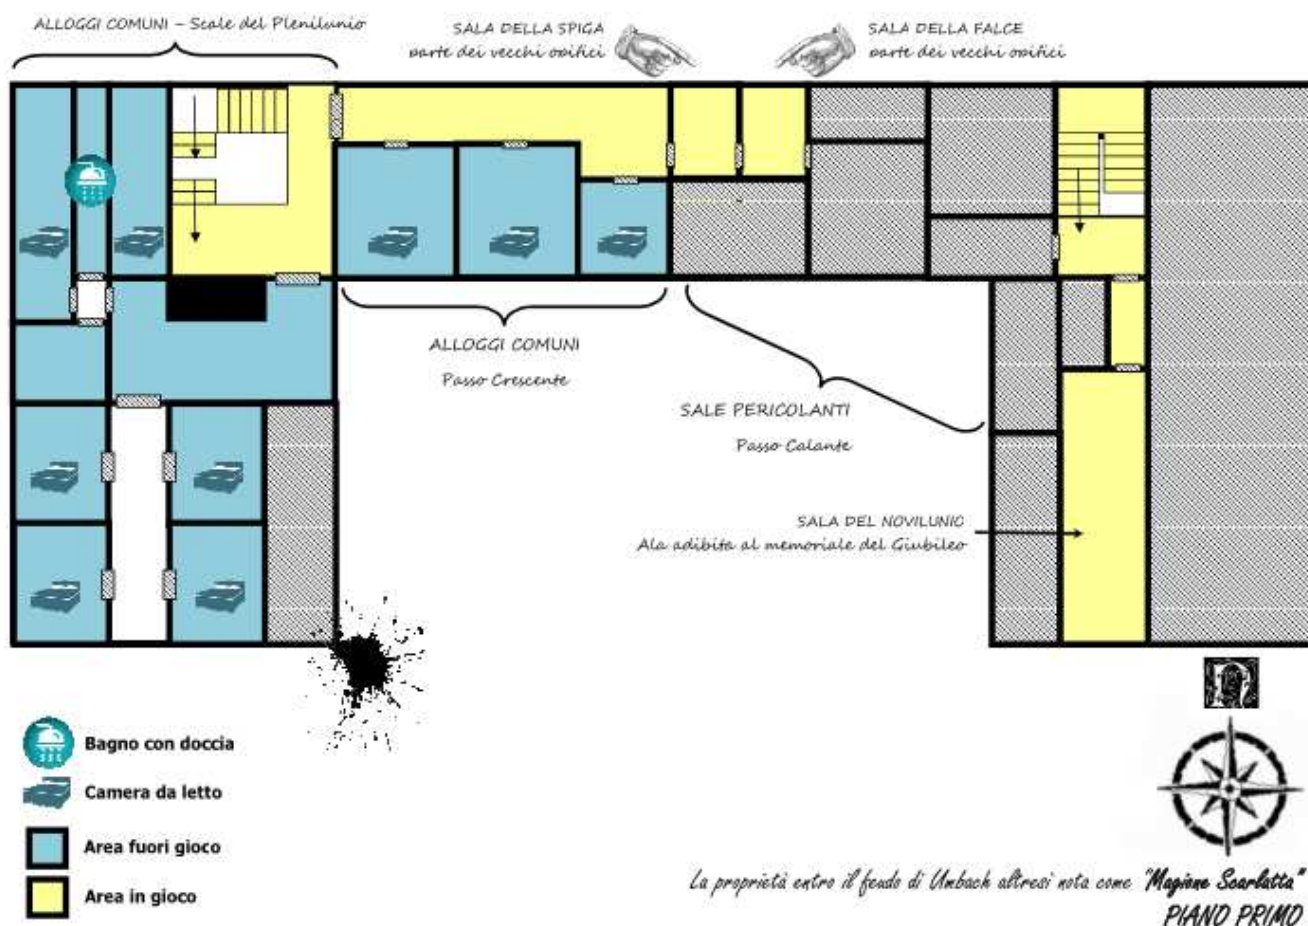 ALLOGGI COMUNI – Scale del Plenilunio
SALA DELLA SPIGA
parte dei vecchi opifici
SALA DELLA FALCE
parte dei vecchi opifici
ALLOGGI COMUNI
Passo Crescente
SALE PERICOLANTI
Passo Calante
SALA DEL NOVILUNIO
Ala adibita al memoriale del Giubileo
n
Bagno con doccia
Camera da letto
Area fuori gioco
Area in gioco
La proprietà entro il feudo di Umbach altresì nota come "Magione Scarlatta"
PIANO PRIMO